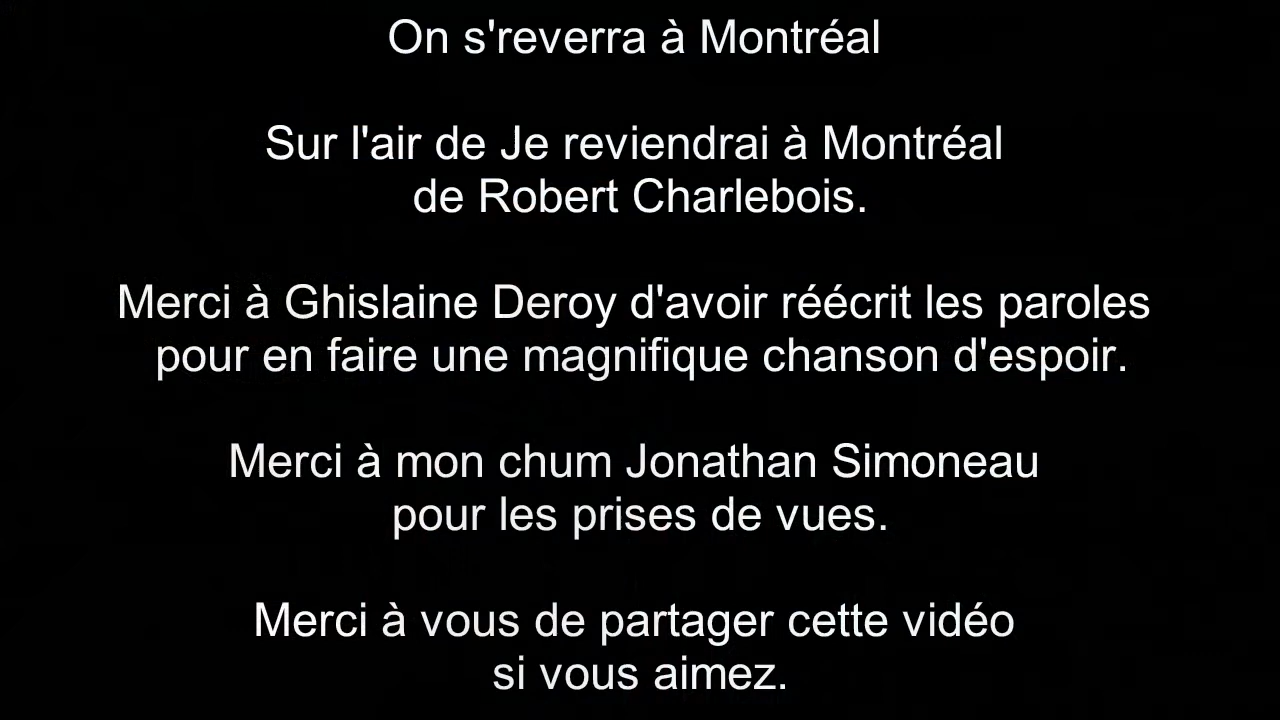 On s'reverra à Montréal
Sur l'air de Je reviendrai à Montréal
de Robert Charlebois.
Merci à Ghislaine Deroy d'avoir réécrit les paroles
pour en faire une magnifique chanson d'espoir.
Merci à mon chum Jonathan Simoneau
pour les prises de vues.
Merci à vous de partager cette vidéo
si vous aimez.